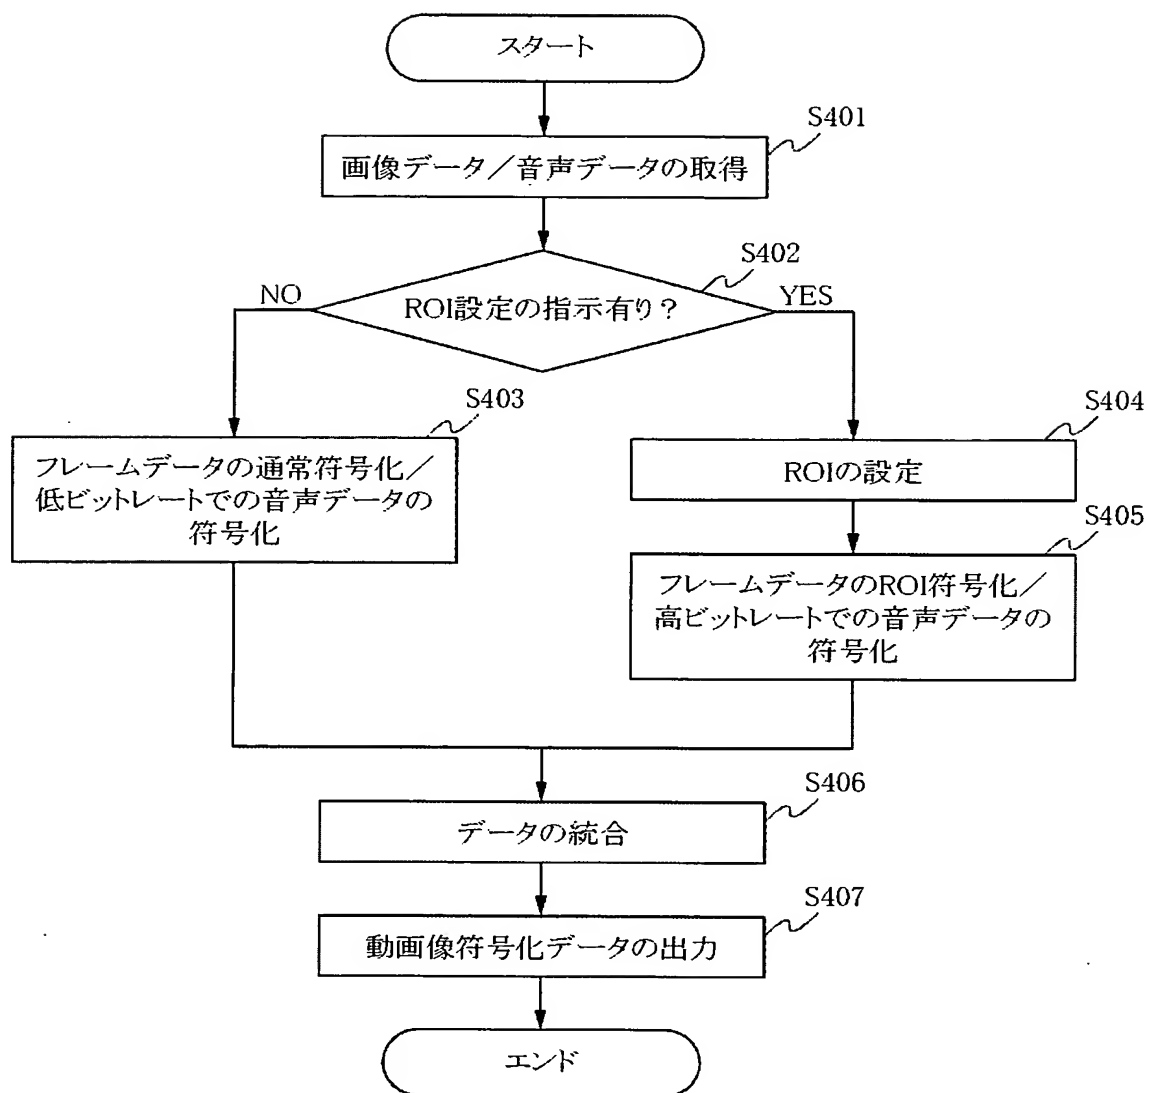 スタート
S401
画像データ／音声データの取得
S402
NO
ROI設定の指示有り？
YES
S403
フレームデータの通常符号化／
低ビットレートでの音声データの
符号化
S404
ROIの設定
S405
フレームデータのROI符号化／
高ビットレートでの音声データの
符号化
S406
データの統合
S407
動画像符号化データの出力
エンド